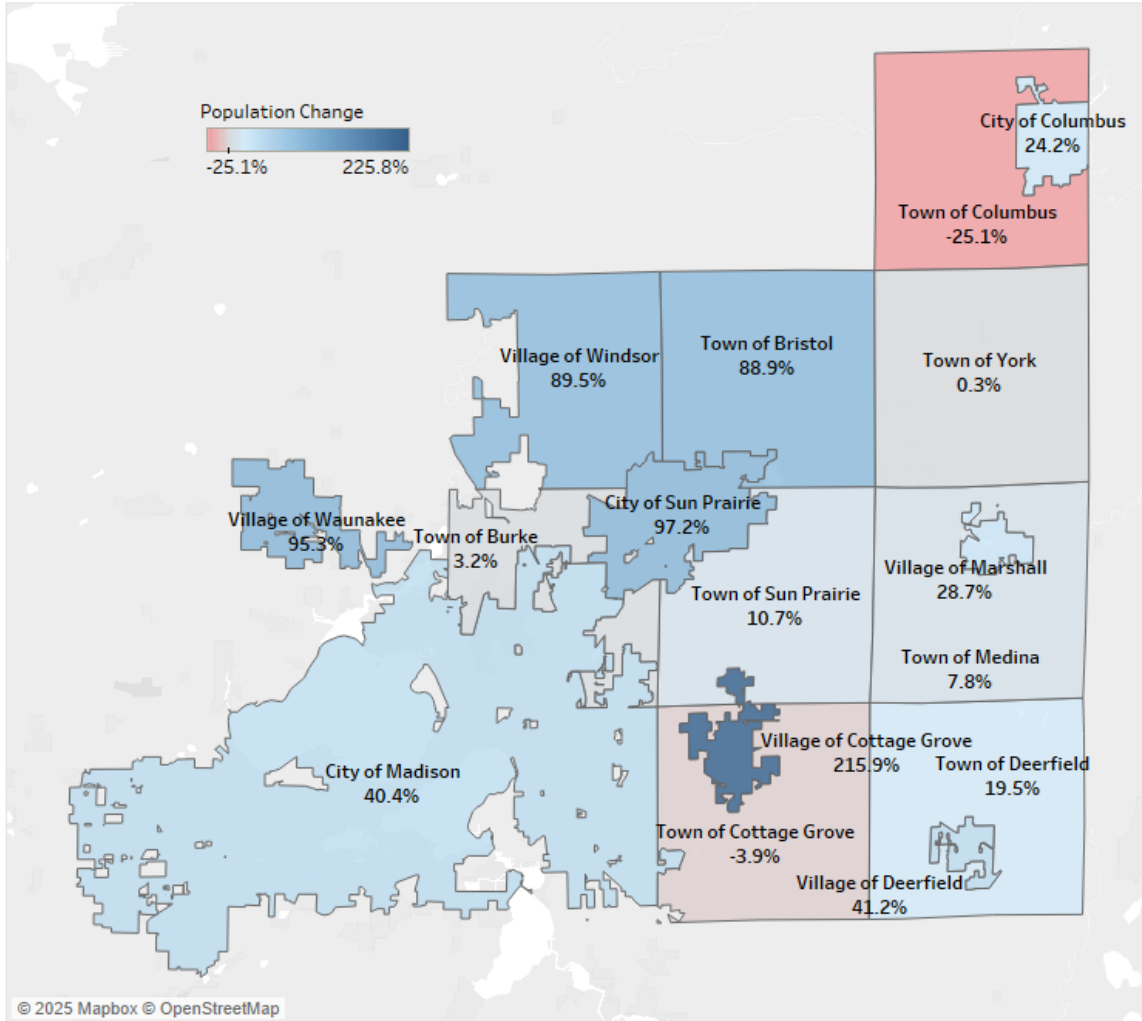 Population Change
-25.1% 225.8%
City of Columbus
24.2%
Town of Columbus
-25.1%
Village of Windsor
89.5%
Town of Bristol
88.9%
Town of York
0.3%
Village of Waunakee
95.3%
Town of Burke
3.2%
City of Sun Prairie
97.2%
Town of Sun Prairie
10.7%
Village of Marshall
28.7%
Town of Medina
7.8%
City of Madison
40.4%
Village of Cottage Grove
215.9%
Town of Deerfield
19.5%
Town of Cottage Grove
-3.9%
Village of Deerfield
41.2%
© 2025 Mapbox © OpenStreetMap